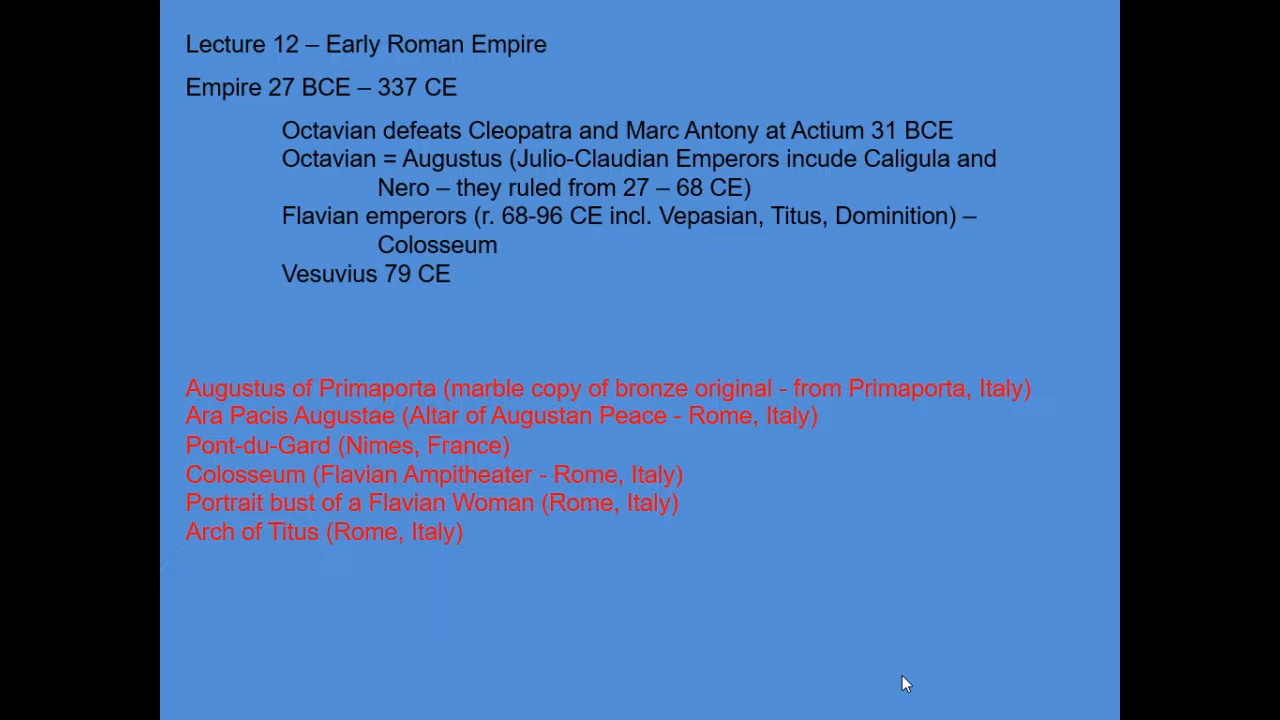 Lecture 12 – Early Roman Empire
Empire 27 BCE – 337 CE
Octavian defeats Cleopatra and Marc Antony at Actium 31 BCE
Octavian = Augustus (Julio-Claudian Emperors incude Caligula and
Nero – they ruled from 27 – 68 CE)
Flavian emperors (r. 68-96 CE incl. Vepasian, Titus, Dominition) –
Colosseum
Vesuvius 79 CE
Augustus of Primaporta (marble copy of bronze original - from Primaporta, Italy)
Ara Pacis Augustae (Altar of Augustan Peace - Rome, Italy)
Pont-du-Gard (Nimes, France)
Colosseum (Flavian Ampitheater - Rome, Italy)
Portrait bust of a Flavian Woman (Rome, Italy)
Arch of Titus (Rome, Italy)